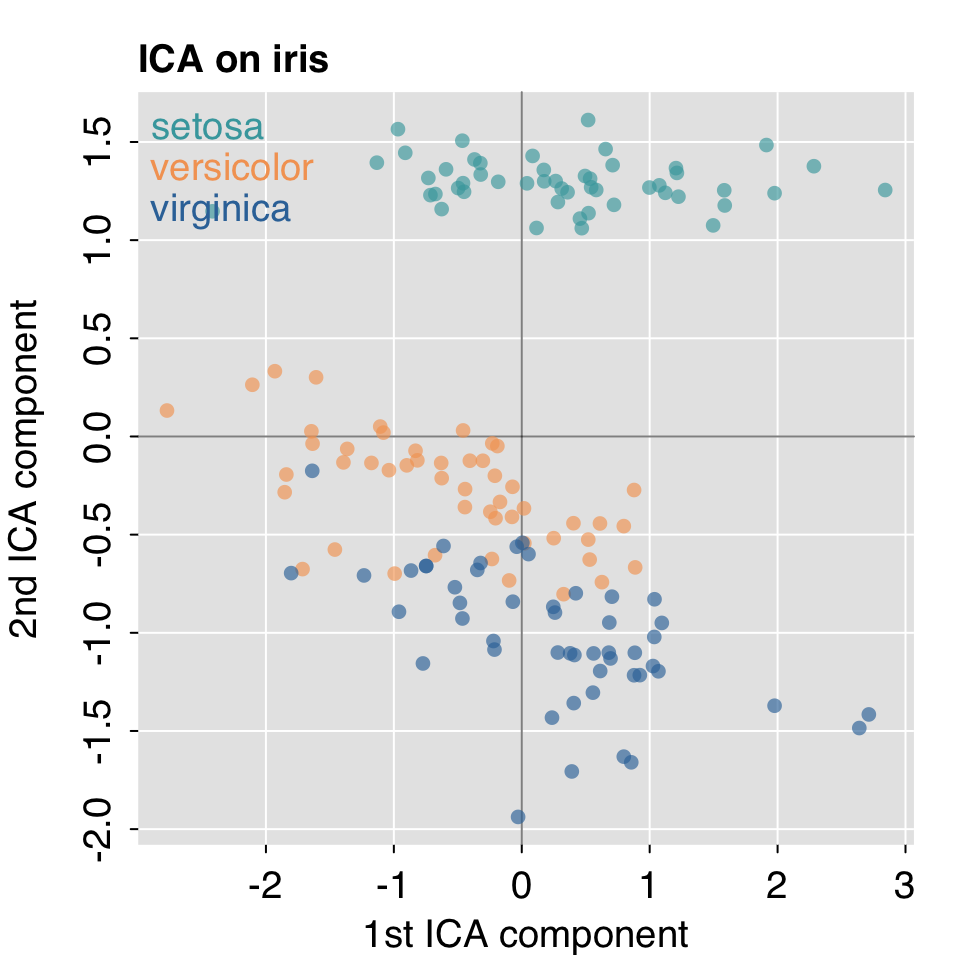 ICA on iris
setosa
versicolor
virginica
1.5
1.0
0.5
0.0
-0.5
-1.0
-1.5
-2.0
2nd ICA component
-2 -1 0 1 2 3
1st ICA component